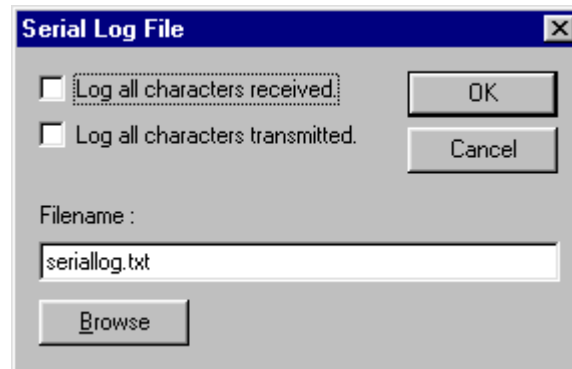 Serial Log File
Log all characters received.
OK
Log all characters transmitted.
Cancel
Filename :
seriallog.txt
Browse